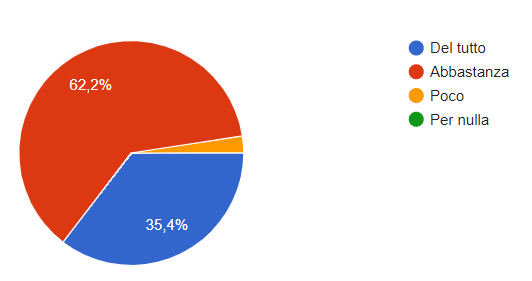 62,2%
35,4%
Del tutto
Abbastanza
Poco
Per nulla